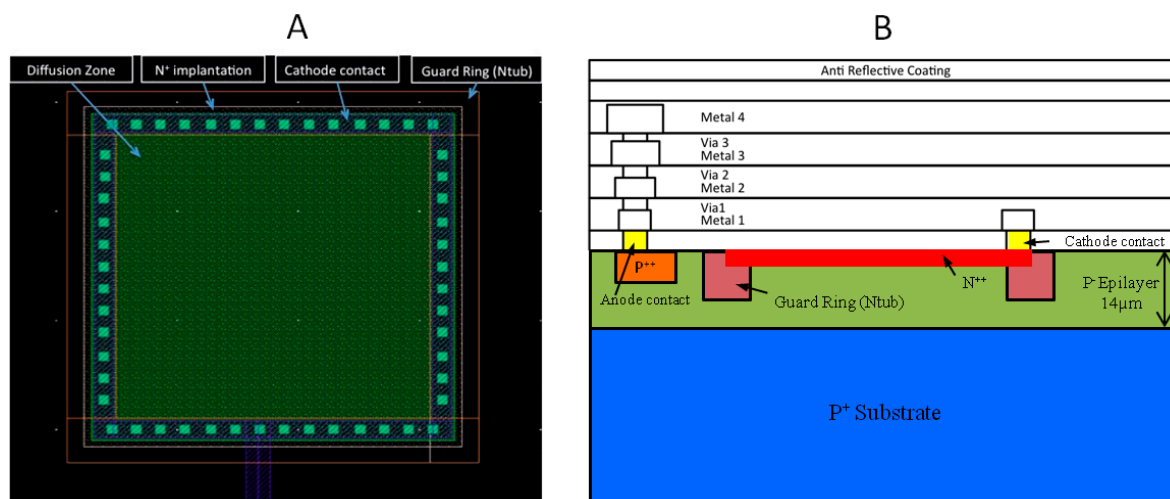 A
B
Diffusion Zone
N+ implantation
Cathode contact
Guard Ring (Ntub)
Anti Reflective Coating
Metal 4
Via 3
Metal 3
Via 2
Metal 2
Via1
Metal 1
Cathode contact
P++
Anode contact
Guard Ring (Ntub)
N++
P- Epilayer
14µm
P+ Substrate